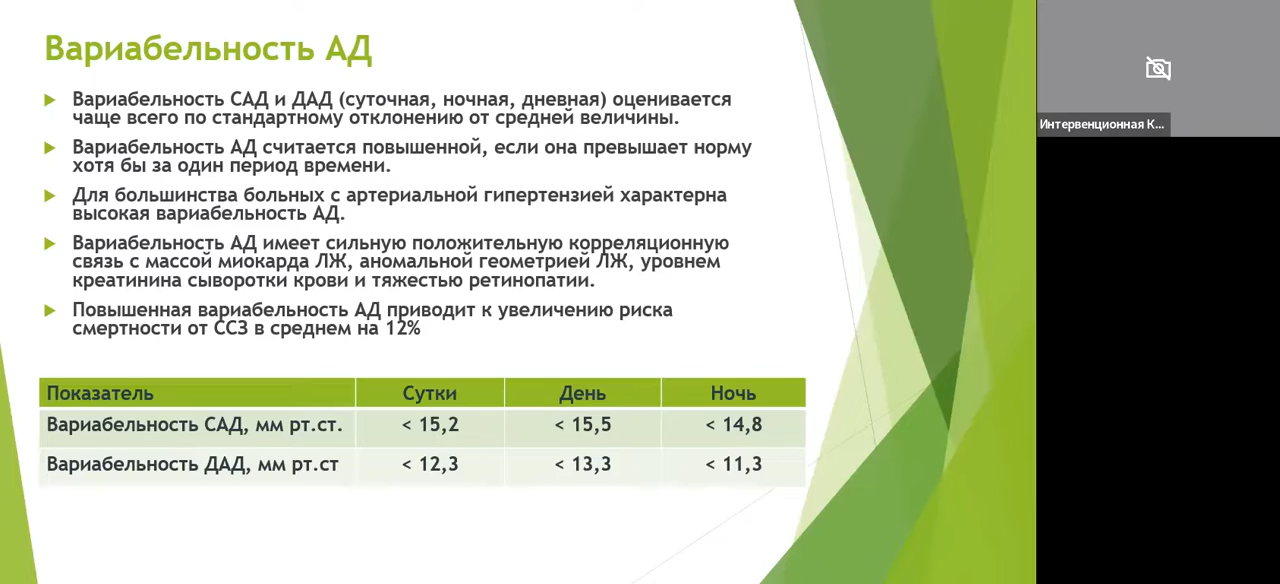 Вариабельность АД
Вариабельность САД и ДАД (суточная, ночная, дневная) оценивается
чаще всего по стандартному отклонению от средней величины.
Вариабельность АД считается повышенной, если она превышает норму
хотя бы за один период времени.
Для большинства больных с артериальной гипертензией характерна
высокая вариабельность АД.
Вариабельность АД имеет сильную положительную корреляционную
связь с массой миокарда ЛЖ, аномальной геометрией ЛЖ, уровнем
креатинина сыворотки крови и тяжестью ретинопатии.
Повышенная вариабельность АД приводит к увеличению риска
смертности от ССЗ в среднем на 12%
Показатель Сутки День Ночь
Вариабельность САД, мм рт.ст. < 15,2 < 15,5 < 14,8
Вариабельность ДАД, мм рт.ст < 12,3 < 13,3 < 11,3
Интервенционная К...